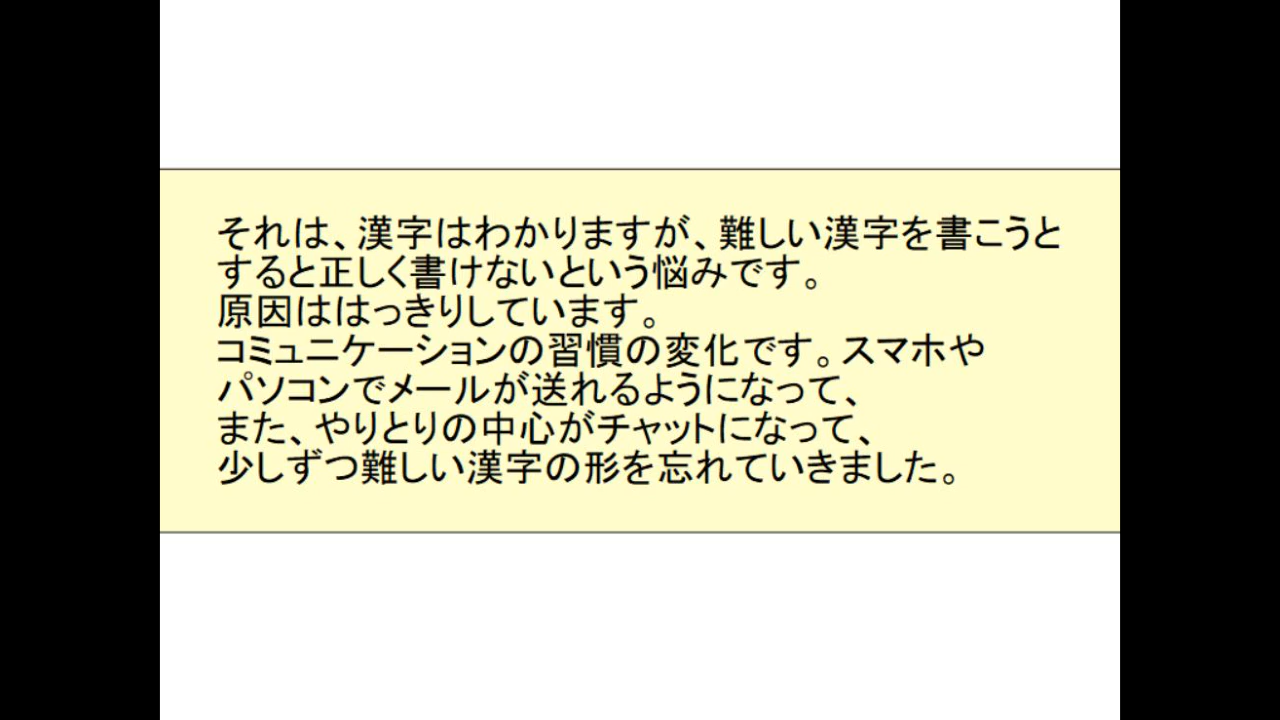 それは、漢字はわかりますが、難しい漢字を書こうと
すると正しく書けないという悩みです。
原因ははっきりしています。
コミュニケーションの習慣の変化です。スマホや
パソコンでメールが送れるようになって、
また、やりとりの中心がチャットになって、
少しずつ難しい漢字の形を忘れていきました。